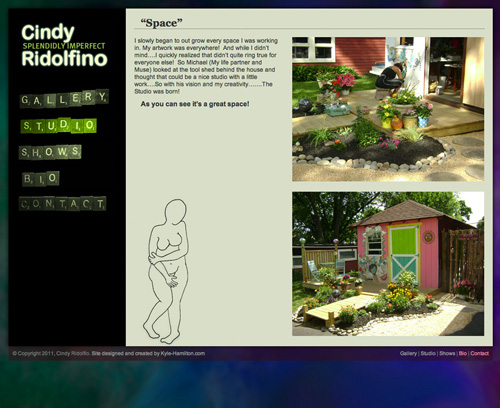 Cindy
SPLENDIDLY IMPERFECT
Ridolfino
GALLERY
STUDIO
SHOWS
BIO
CONTACT
“Space”
I slowly began to out grow every space I was working
in. My artwork was everywhere! And while I didn't
mind....I quickly realized that didn't quite ring true for
everyone else! So Michael (My life partner and
Muse) looked at the tool shed behind the house and
thought that could be a nice studio with a little
work....So with his vision and my creativity.......The
Studio was born!
As you can see it's a great space!
© Copyright 2011, Cindy Ridolfio. Site designed and created by Kyle-Hamilton.com
Gallery | Studio | Shows | Bio | Contact